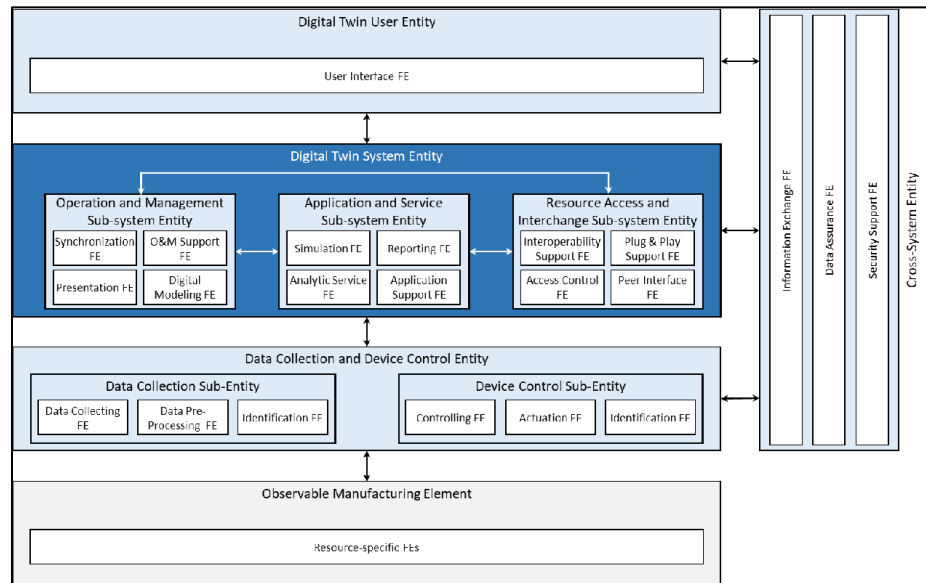 Digital Twin User Entity
User Interface FE
Digital Twin System Entity
Operation and Management
Sub-system Entity
Synchronization
FE
O&M Support
FE
Presentation FE
Digital
Modeling FE
Application and Service
Sub-system Entity
Simulation FE
Reporting FE
Analytic Service
FE
Application
Support FE
Resource Access and
Interchange Sub-system Entity
Interoperability
Support FE
Plug & Play
Support FE
Access Control
FE
Peer Interface
FE
Data Collection and Device Control Entity
Data Collection Sub-Entity
Data Collecting
FE
Data Pre-
Processing FE
Identification FE
Device Control Sub-Entity
Controlling FE
Actuation FE
Identification FE
Observable Manufacturing Element
Resource-specific FEs
Information Exchange FE
Data Assurance FE
Security Support FE
Cross-System Entity